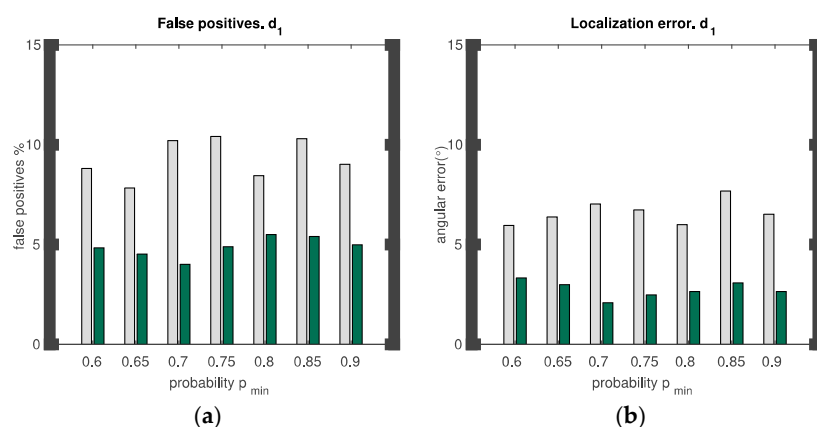 False positives. d1
15
10
5
0
false positives %
0.6 0.65 0.7 0.75 0.8 0.85 0.9
probability p min
(a)
Localization error. d1
15
10
5
0
angular error(°)
0.6 0.65 0.7 0.75 0.8 0.85 0.9
probability p min
(b)